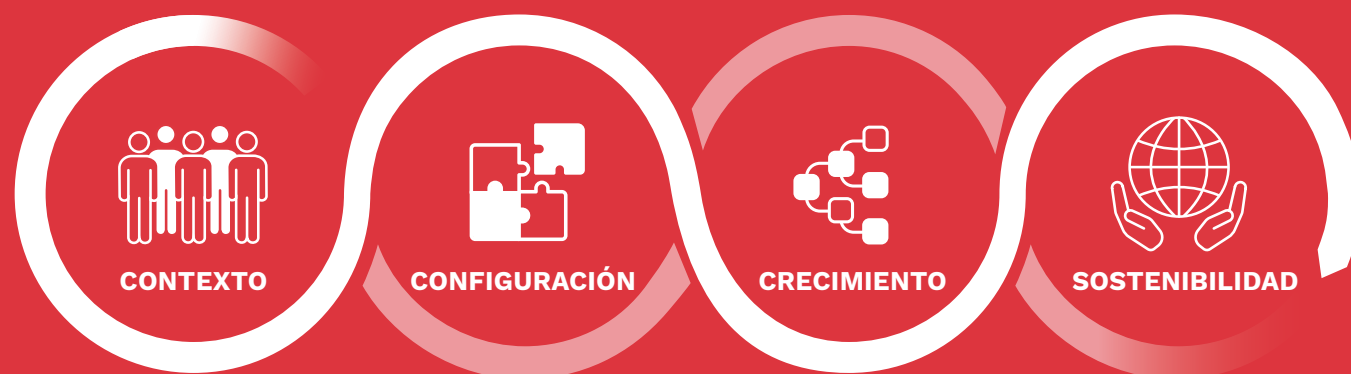 CONTEXTO
CONFIGURACIÓN
CRECIMIENTO
SOSTENIBILIDAD